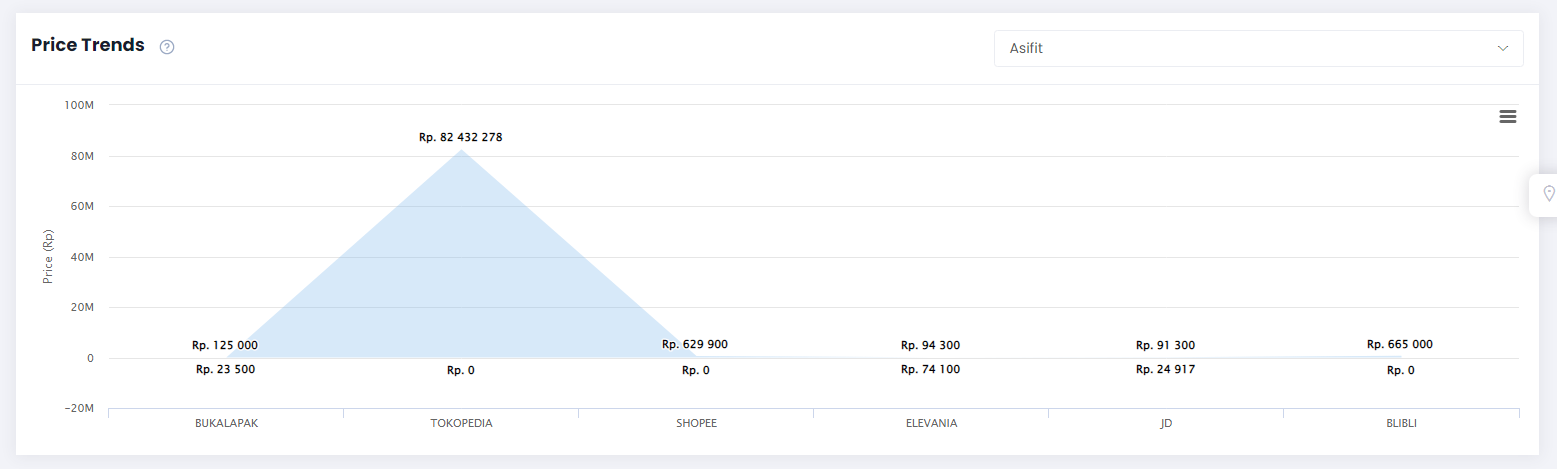 Price Trends
Asifit
100M
80M
60M
40M
20M
0
−20M
Price (Rp)
Rp. 125 000
Rp. 82 432 278
Rp. 629 900
Rp. 94 300
Rp. 91 300
Rp. 665 000
Rp. 23 500
Rp. 0
Rp. 0
Rp. 74 100
Rp. 24 917
Rp. 0
BUKALAPAK
TOKOPEDIA
SHOPEE
ELEVANIA
JD
BLIBLI